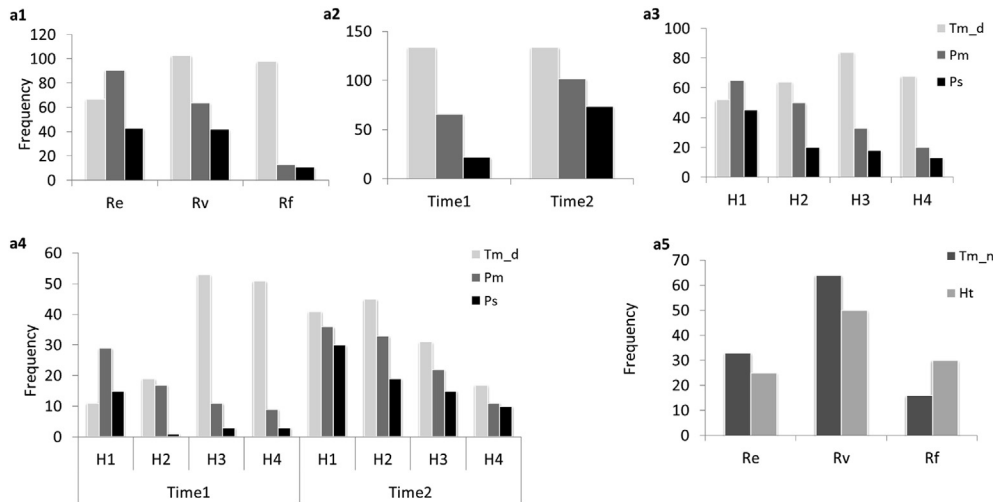 a1
Frequency
120
100
80
60
40
20
0
Re Rv Rf
a2
150
100
50
0
Time1 Time2
a3
100
80
60
40
20
0
H1 H2 H3 H4
Tm_d
Pm
Ps
a4
Frequency
60
50
40
30
20
10
0
H1 H2 H3 H4 H1 H2 H3 H4
Time1 Time2
Tm_d
Pm
Ps
a5
Frequency
70
60
50
40
30
20
10
0
Re Rv Rf
Tm_n
Ht